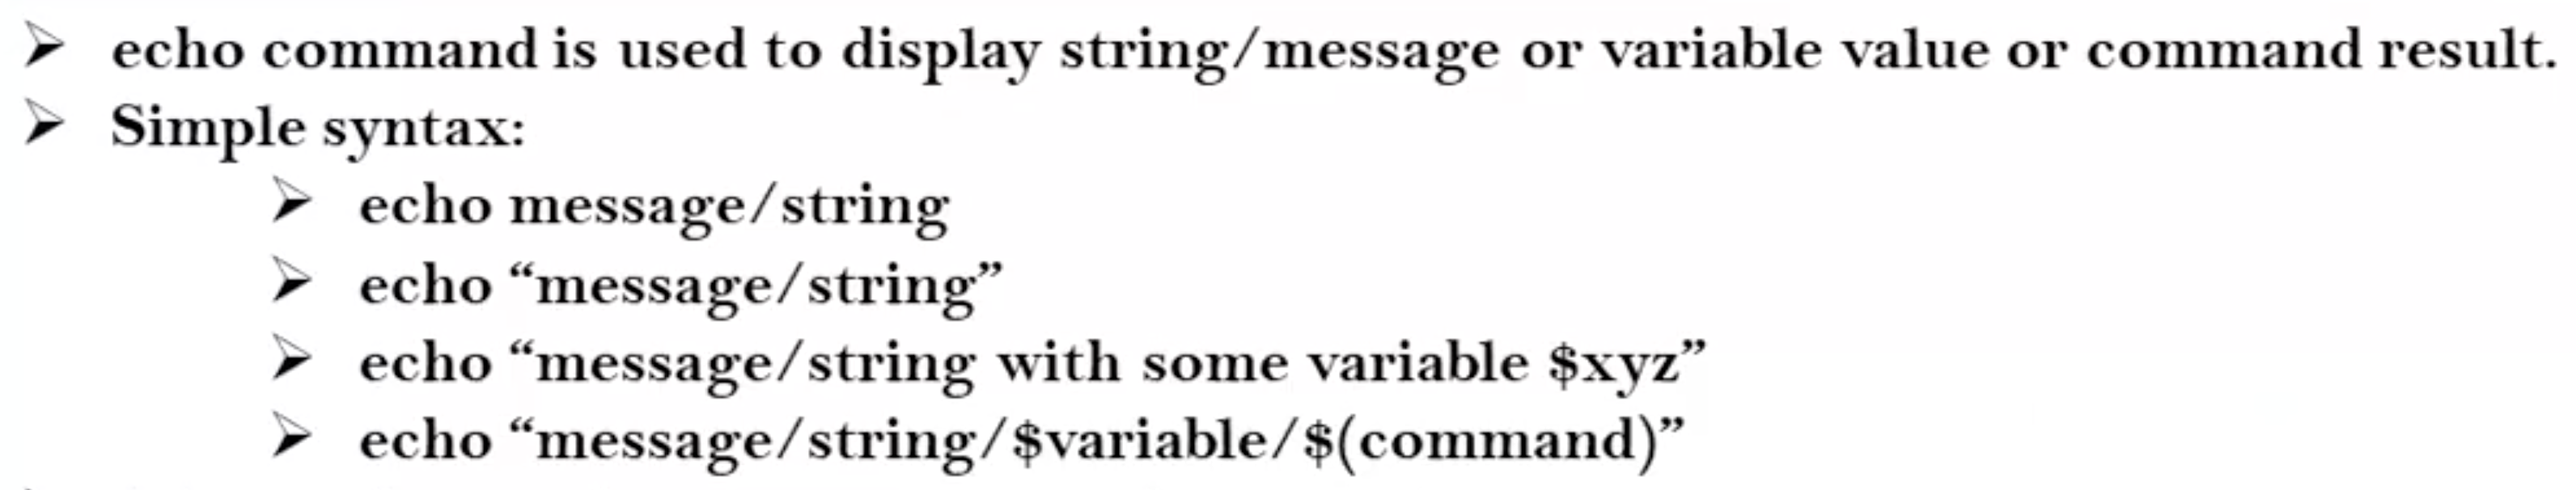 ➢ echo command is used to display string/message or variable value or command result.
➢ Simple syntax:
➢ echo message/string
➢ echo “message/string”
➢ echo “message/string with some variable $xyz”
➢ echo “message/string/$variable/$(command)”